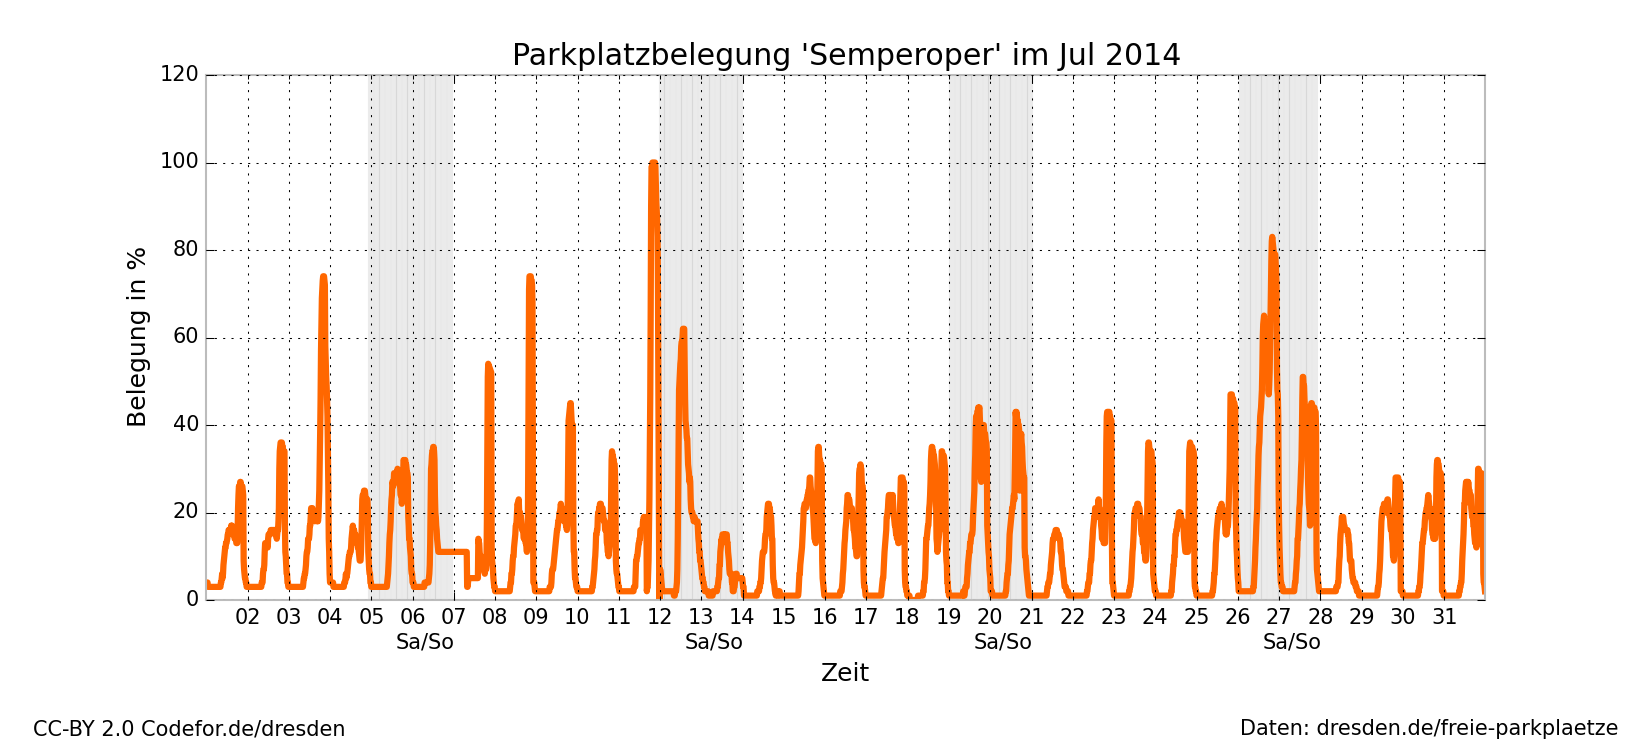 Parkplatzbelegung 'Semperoper' im Jul 2014
120
100
80
60
40
20
0
Belegung in %
02 03 04 05 06 07 08 09 10 11 12 13 14 15 16 17 18 19 20 21 22 23 24 25 26 27 28 29 30 31
Sa/So Sa/So Sa/So Sa/So
Zeit
CC-BY 2.0 Codefor.de/dresden
Daten: dresden.de/freie-parkplaetze